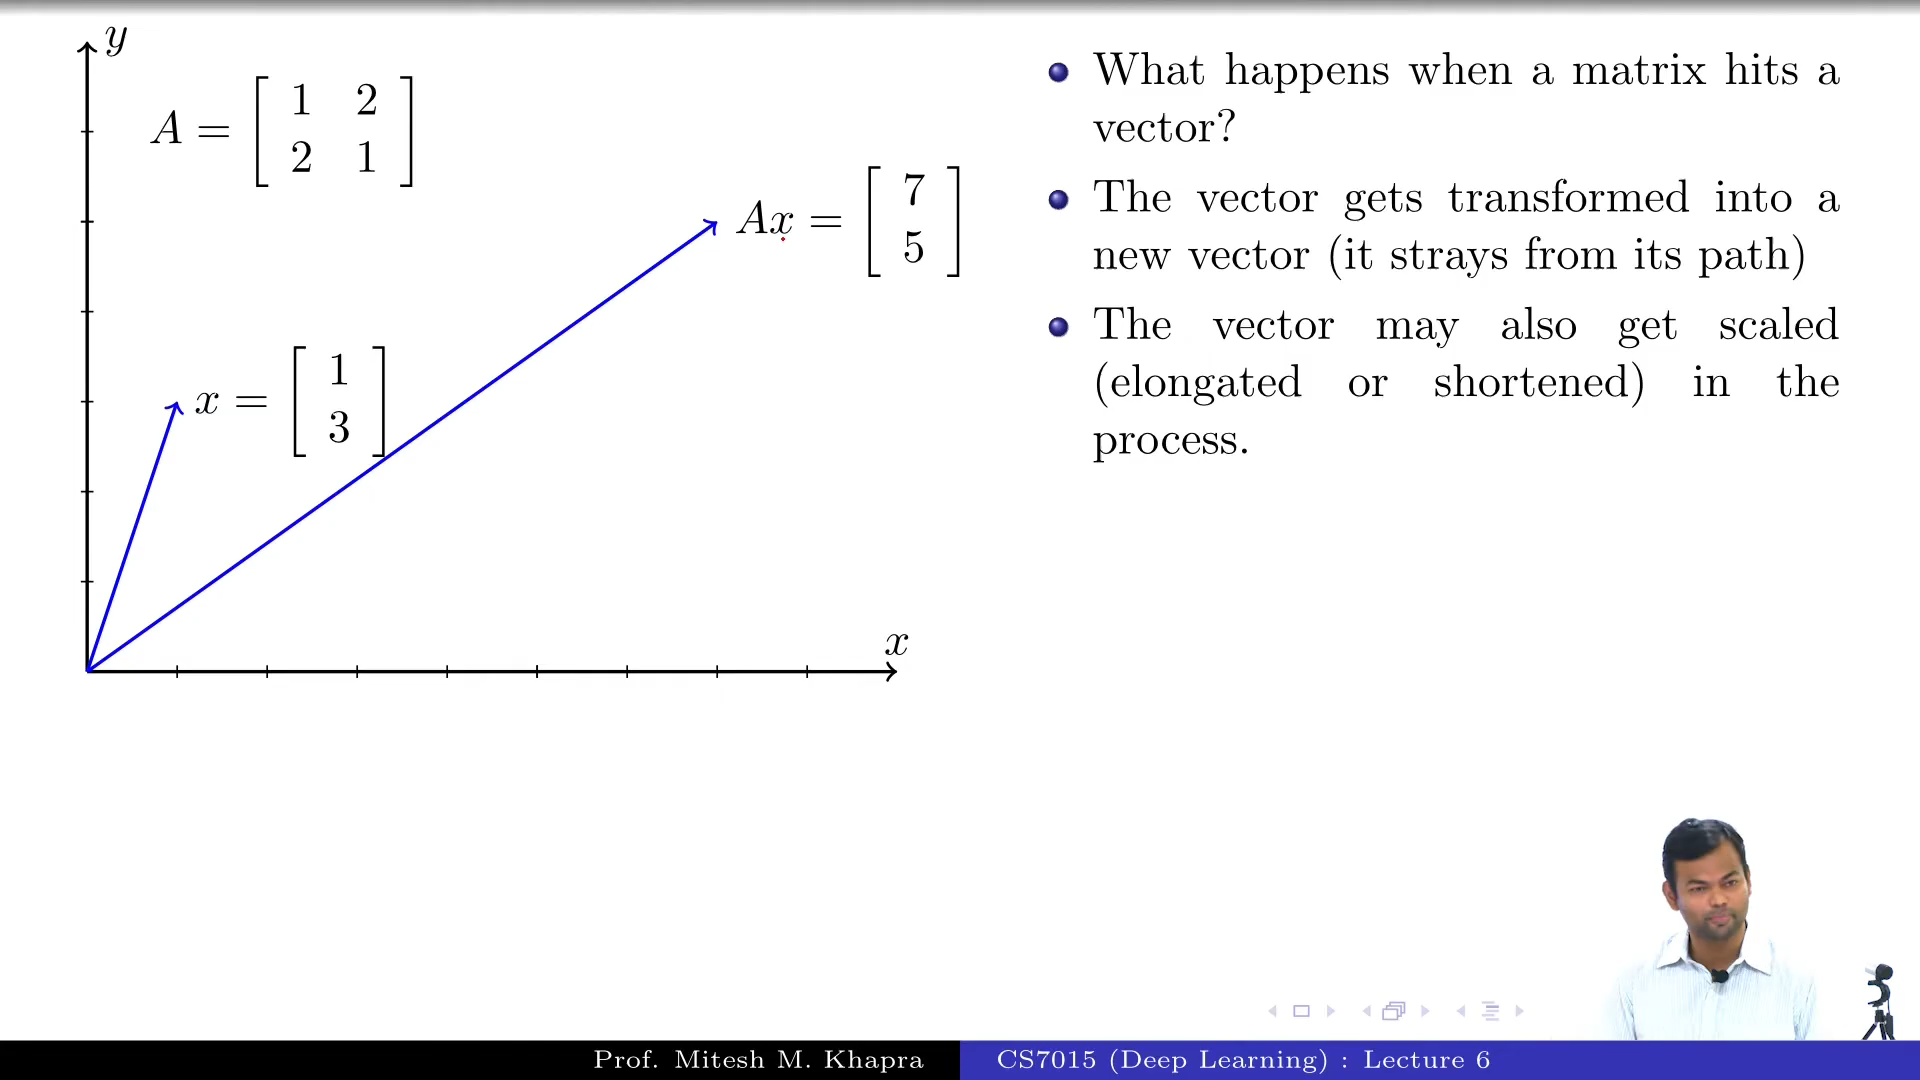 y
A = [ 1 2
2 1 ]
Ax = [ 7
5 ]
x = [ 1
3 ]
x
• What happens when a matrix hits a
vector?
• The vector gets transformed into a
new vector (it strays from its path)
• The vector may also get scaled
(elongated or shortened) in the
process.
Prof. Mitesh M. Khapra
CS7015 (Deep Learning) : Lecture 6